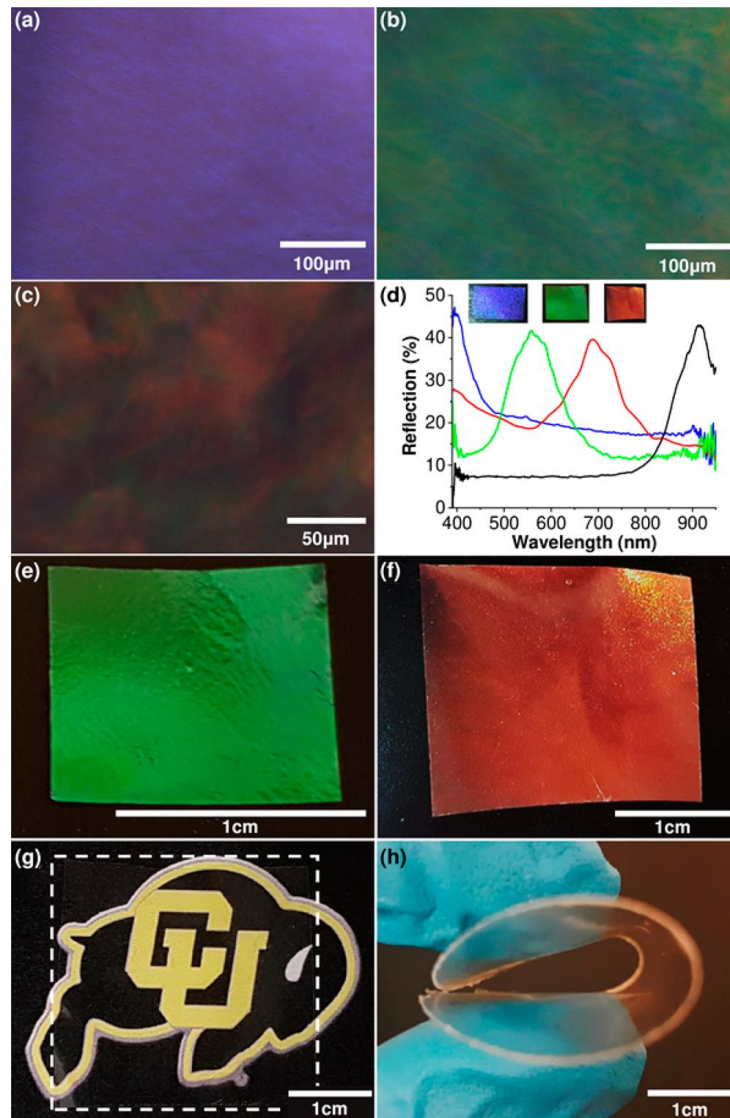 (a)
100µm
(b)
100µm
(c)
50µm
(d)
50
40
30
20
10
0
Reflection (%)
400 500 600 700 800 900
Wavelength (nm)
(e)
1cm
(f)
1cm
(g)
CU
1cm
(h)
1cm